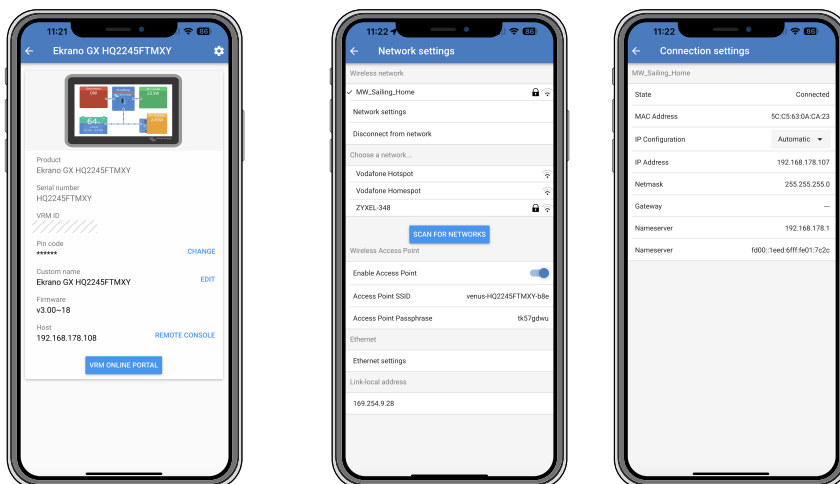 11:21
86
Ekrano GX HQ2245FTMXY
0W
223W
64
245W
Product
Ekrano GX HQ2245FTMXY
Serial number
HQ2245FTMXY
VRM ID
Pin code
******
CHANGE
Custom name
Ekrano GX HQ2245FTMXY
EDIT
Firmware
v3.00~18
Host
192.168.178.108
REMOTE CONSOLE
VRM ONLINE PORTAL
11:22
86
Network settings
Wireless network
MW_Sailing_Home
Network settings
Disconnect from network
Choose a network...
Vodafone Hotspot
Vodafone Homespot
ZYXEL-348
SCAN FOR NETWORKS
Wireless Access Point
Enable Access Point
Access Point SSID venus-HQ2245FTMXY-b8e
Access Point Passphrase tk57gdwu
Ethernet
Ethernet settings
Link-local address
169.254.9.28
11:22
86
Connection settings
MW_Sailing_Home
State Connected
MAC Address 5C:C5:63:0A:CA:23
IP Configuration Automatic
IP Address 192.168.178.107
Netmask 255.255.255.0
Gateway —
Nameserver 192.168.178.1
Nameserver fd00::1eed:6fff:fe01:7c2c